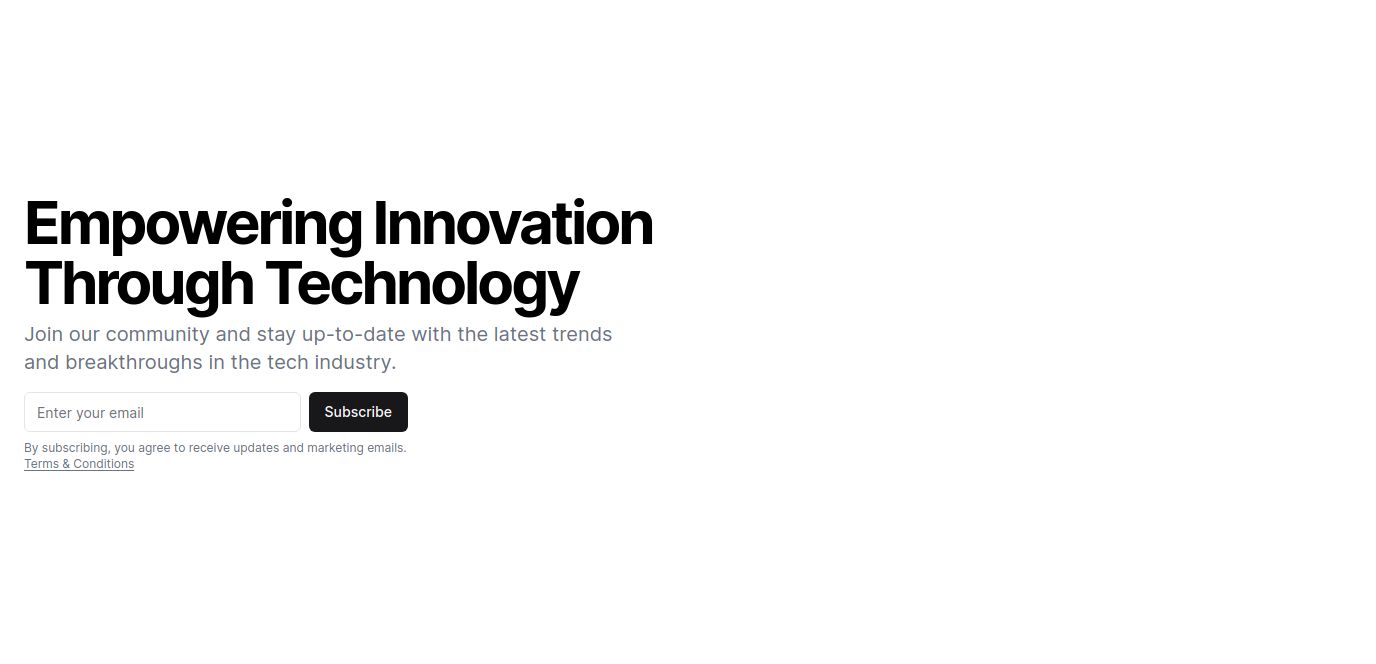 Empowering Innovation
Through Technology
Join our community and stay up-to-date with the latest trends
and breakthroughs in the tech industry.
Enter your email
Subscribe
By subscribing, you agree to receive updates and marketing emails.
Terms & Conditions